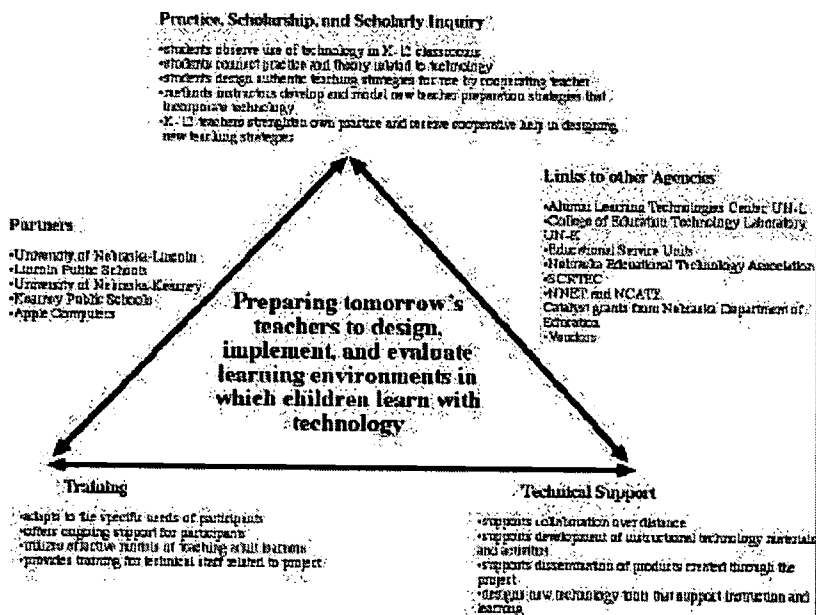 Practice, Scholarship, and Scholarly Inquiry
•students observe use of technology in K-12 classrooms
•students connect practice and theory related to technology
•students design authentic teaching strategies for use by cooperating teacher
•methods instructors develop and model new teacher preparation strategies that
incorporate technology
•K-12 teachers strengthen own practice and receive cooperative help in designing
new teaching strategies
Partners
•University of Nebraska-Lincoln
•Lincoln Public Schools
•University of Nebraska-Kearney
•Kearney Public Schools
•Apple Computers
Links to other Agencies
•Alumni Learning Technologies Center UN-L
•College of Education Technology Laboratory
UN-K
•Educational Service Units
•Nebraska Educational Technology Association
•SCRTEC
•NNET and NCATE
Catalyst grants from Nebraska Department of
Education
•Vendors
Preparing tomorrow's
teachers to design,
implement, and evaluate
learning environments in
which children learn with
technology
Training
•adapts to the specific needs of participants
•offers ongoing support for participants
•utilizes effective models of teaching adult learners
•provides training for technical staff related to project
Technical Support
•supports collaboration over distance
•supports development of instructional technology materials
and activities
•supports dissemination of products created through the
project
•designs new technology tools that support instruction and
learning